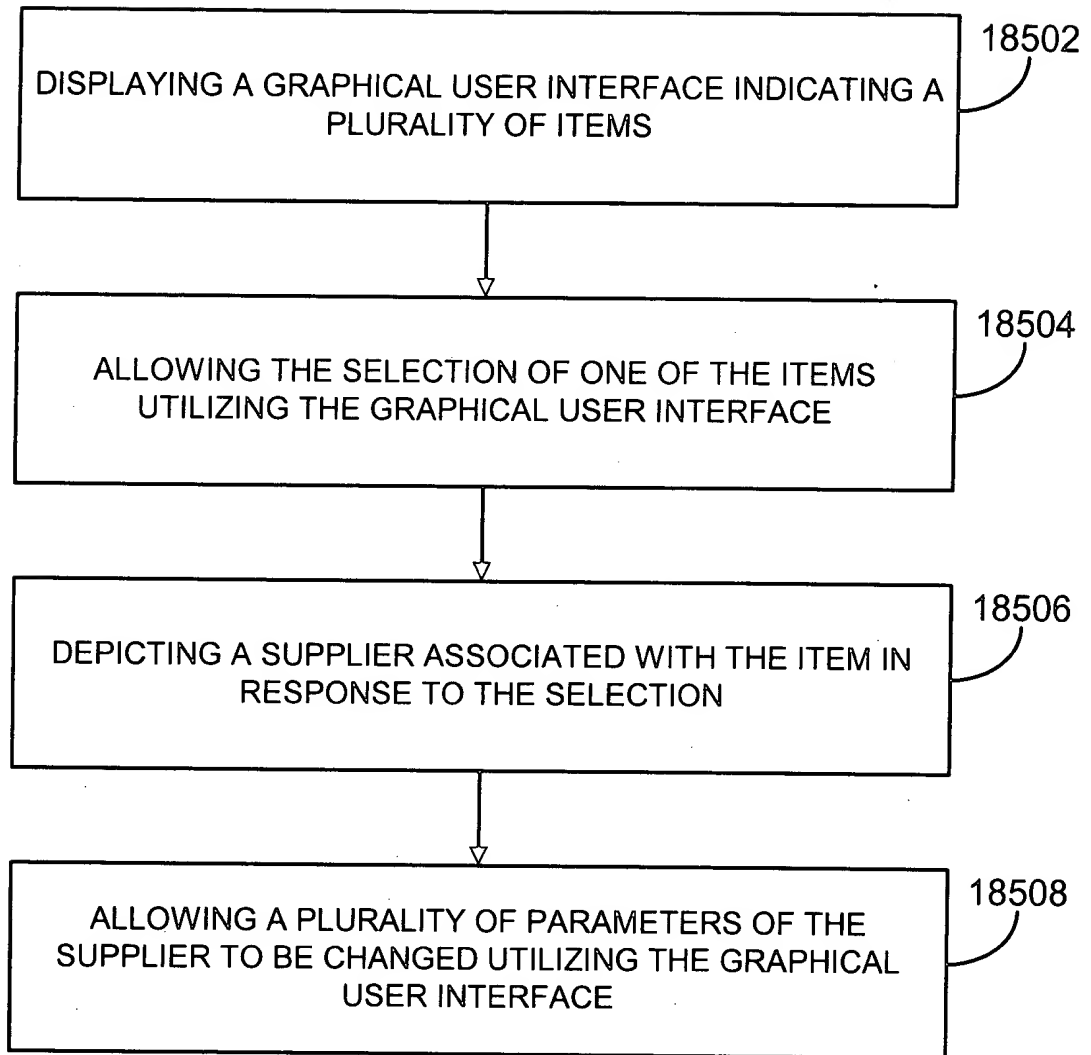 18502
DISPLAYING A GRAPHICAL USER INTERFACE INDICATING A
PLURALITY OF ITEMS
18504
ALLOWING THE SELECTION OF ONE OF THE ITEMS
UTILIZING THE GRAPHICAL USER INTERFACE
18506
DEPICTING A SUPPLIER ASSOCIATED WITH THE ITEM IN
RESPONSE TO THE SELECTION
18508
ALLOWING A PLURALITY OF PARAMETERS OF THE
SUPPLIER TO BE CHANGED UTILIZING THE GRAPHICAL
USER INTERFACE